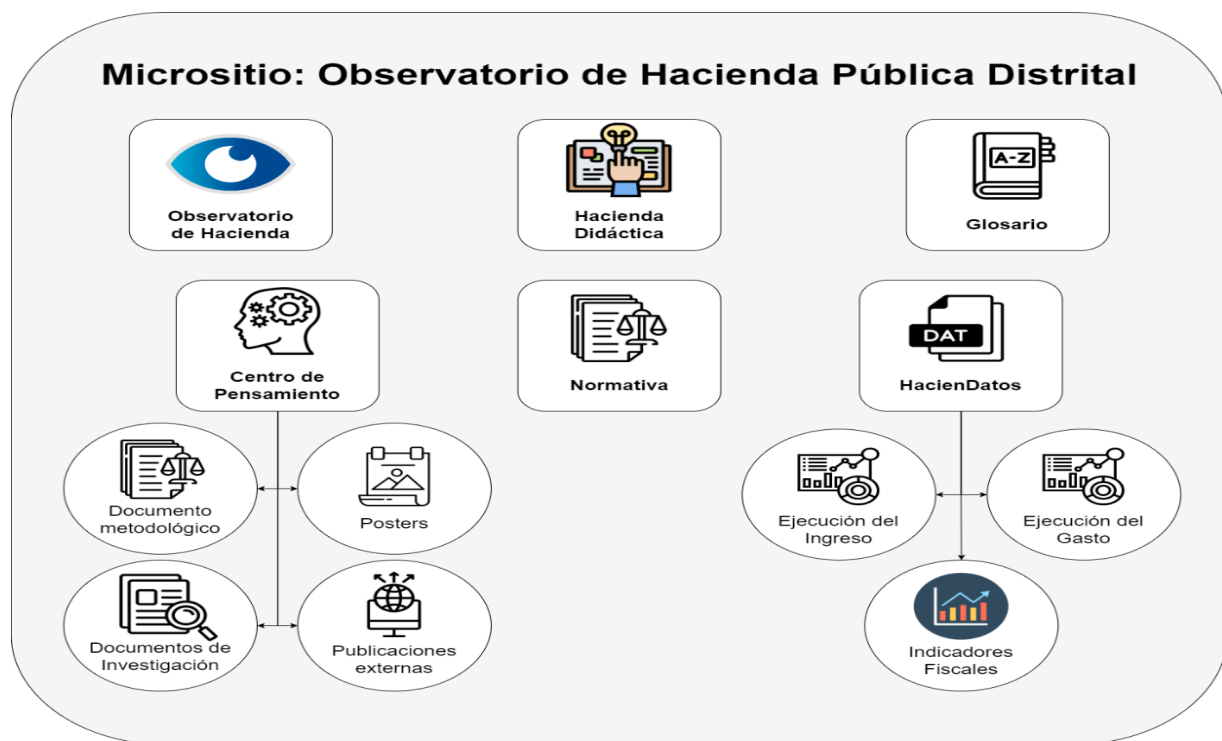 Micrositio: Observatorio de Hacienda Pública Distrital
Observatorio
de Hacienda
Hacienda
Didáctica
A-Z
Glosario
Centro de
Pensamiento
Normativa
DAT
HacienDatos
Documento
metodológico
Posters
Ejecución del
Ingreso
Ejecución del
Gasto
Documentos de
Investigación
Publicaciones
externas
Indicadores
Fiscales